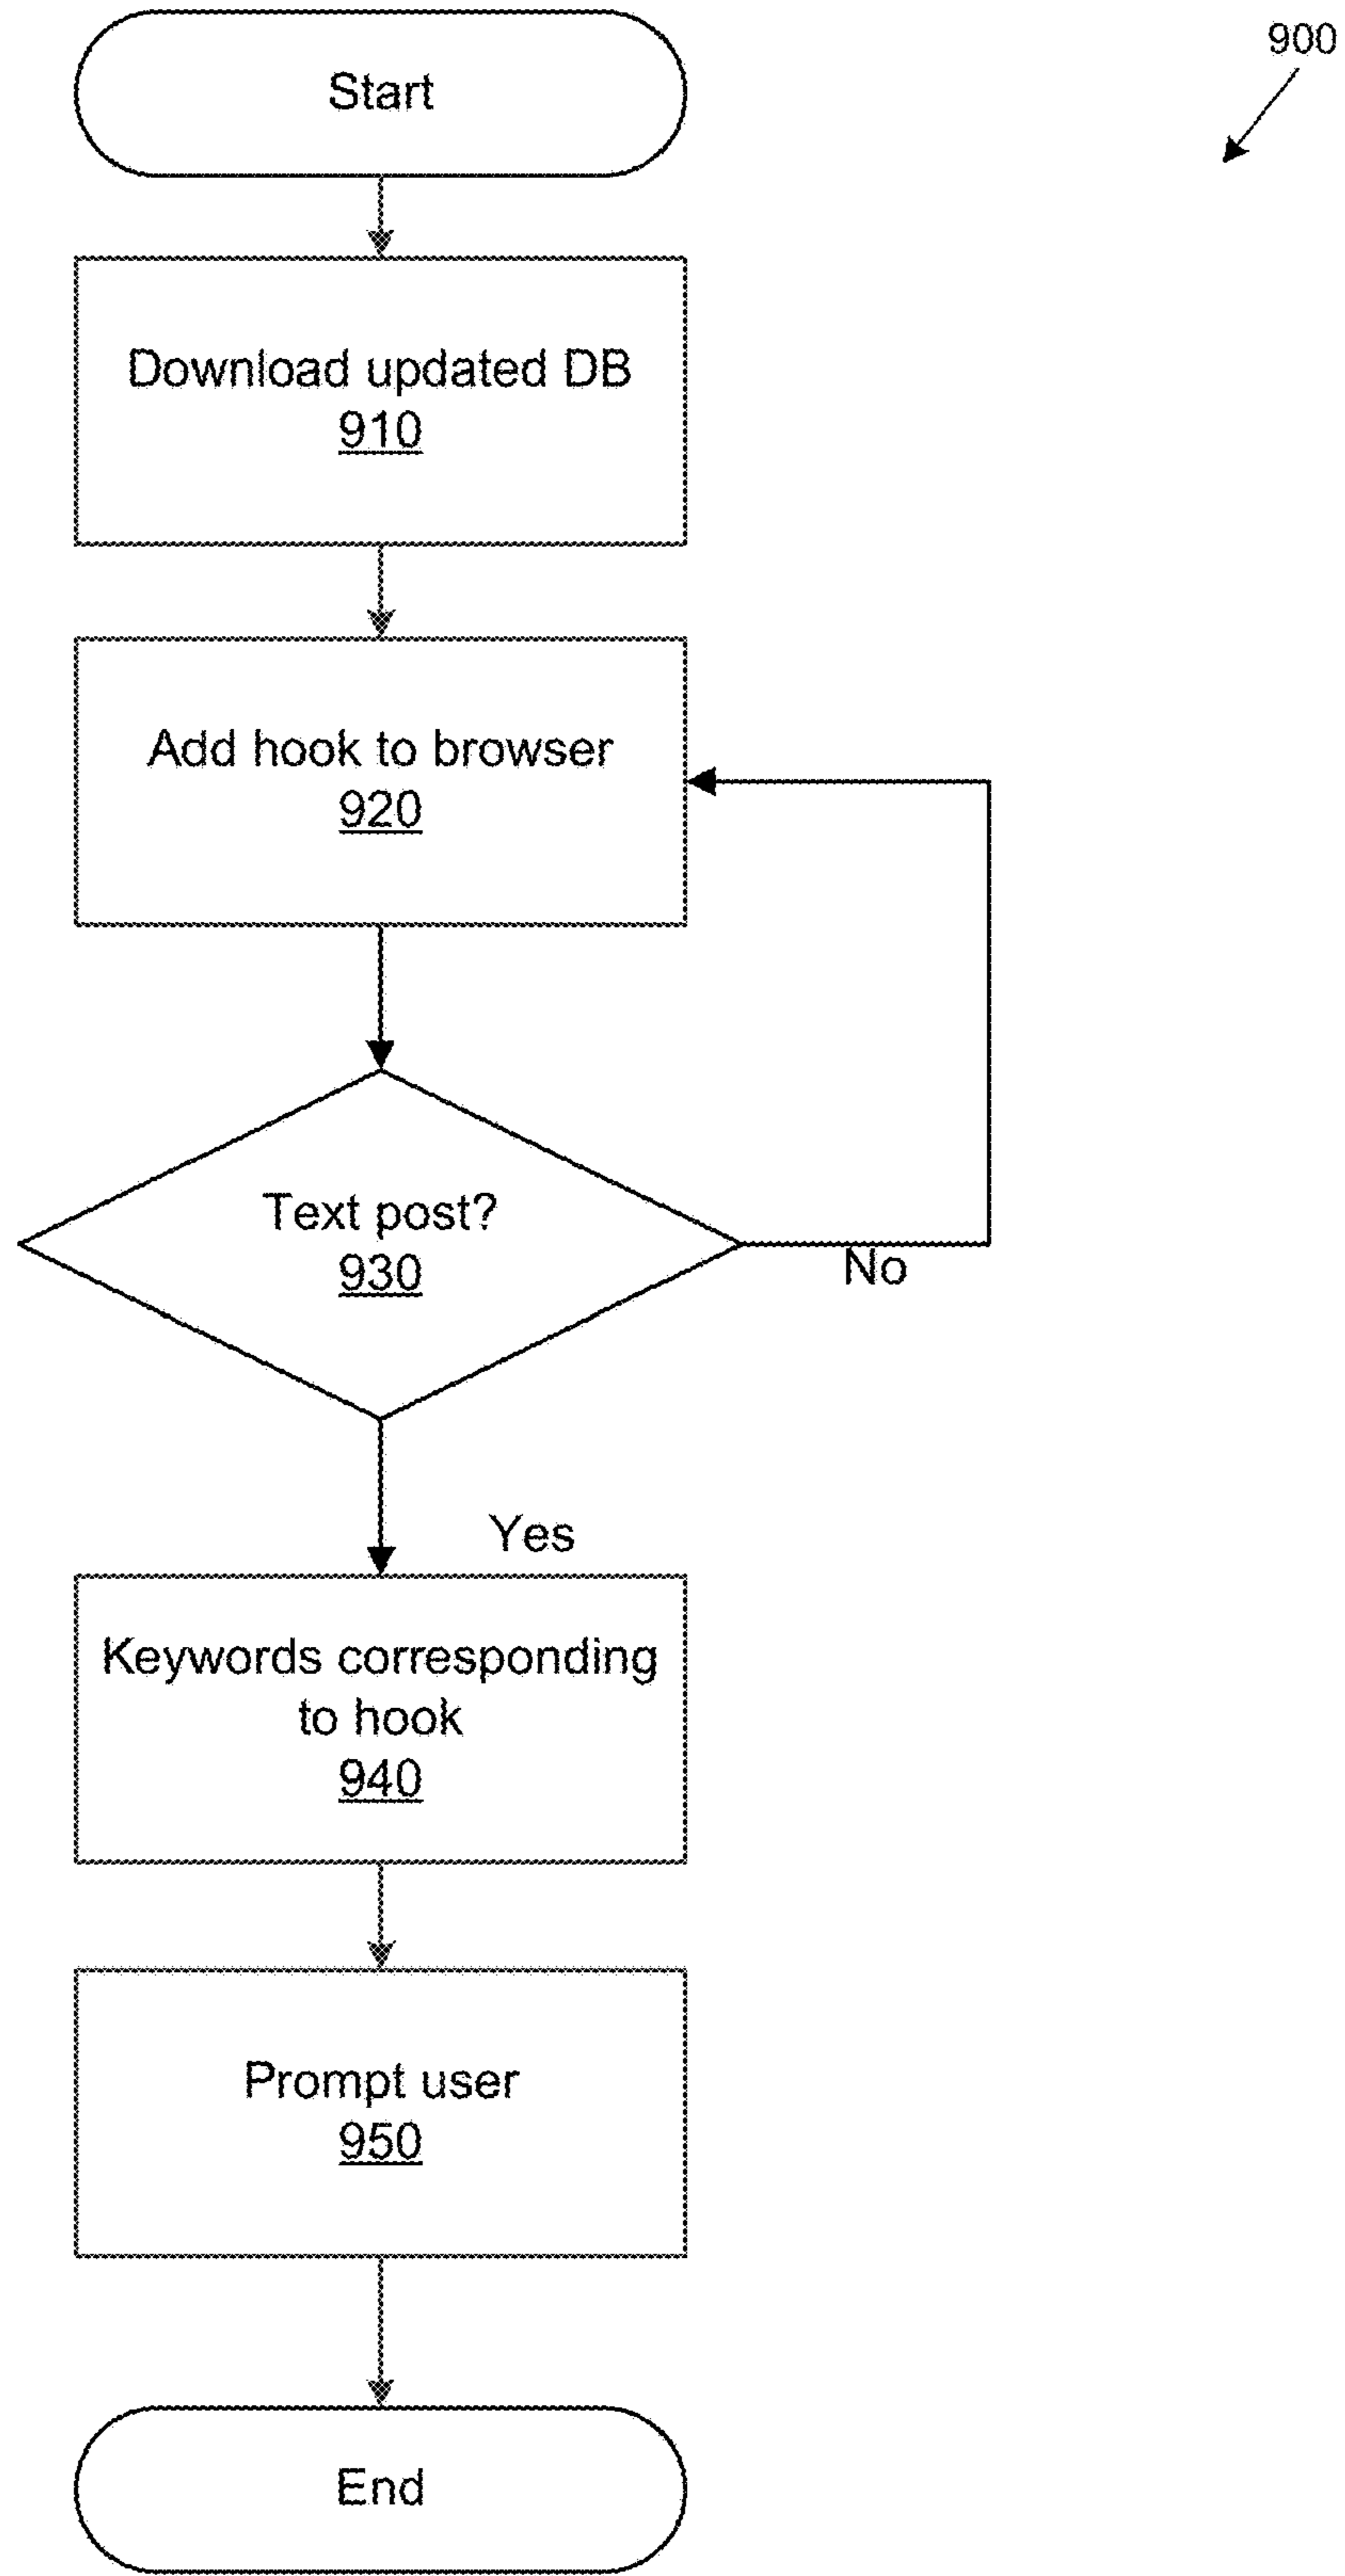 900
Start
Download updated DB
910
Add hook to browser
920
Text post?
930
No
Yes
Keywords corresponding
to hook
940
Prompt user
950
End